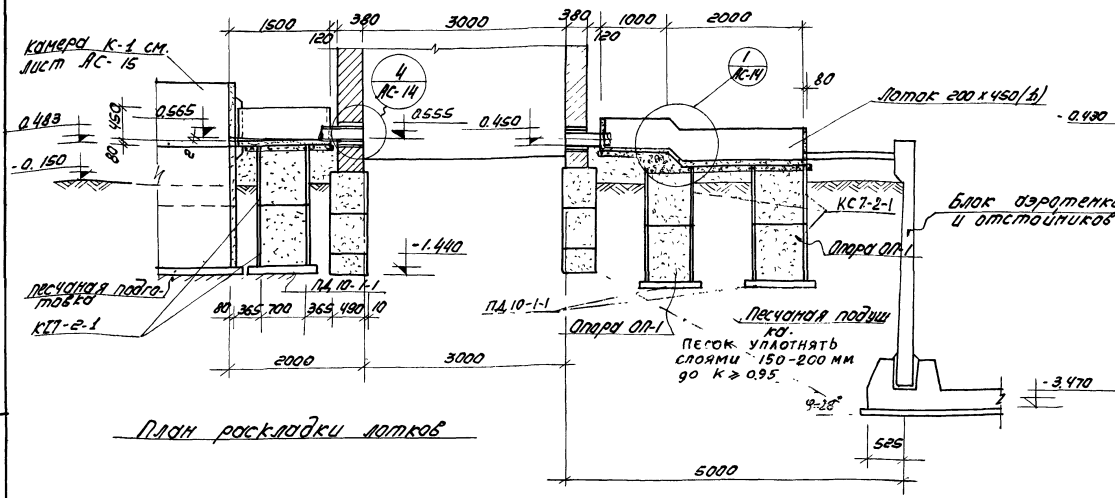 1500
380
3000
380
1000
2000
120
120
80
камера К-1 см.
лист АС-15
4
АС-14
1
АС-14
Лоток 200 х 450(h)
0.483
450
80
0.565
0.555
0.450
- 0.430
- 0.150
200
КС7-2-1
Блок аэротенков
и отстойников
Опора ОП-1
-1.440
песчаная подго-
товка
КС7-2-1
ПД 10-1-1
80 365 700 365 490 10
ПД 10-1-1
Опора ОП-1
Песчаная подуш
ка.
песок уплотнять
слоями 150-200 мм
до К ≥ 0.95
φ=28°
- 3.470
2000
3000
525
5000
План раскладки лотков